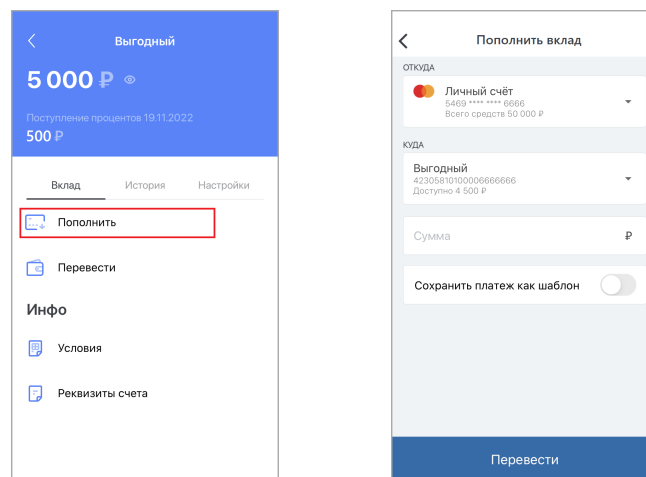 Выгодный
5 000 ₽
Поступление процентов 19.11.2022
500 ₽
Вклад История Настройки
Пополнить
Перевести
Инфо
Условия
Реквизиты счета
Пополнить вклад
ОТКУДА
Личный счёт
5469 **** **** 6666
Всего средств 50 000 ₽
КУДА
Выгодный
42305810100006666666
Доступно 4 500 ₽
Сумма ₽
Сохранить платеж как шаблон
Перевести